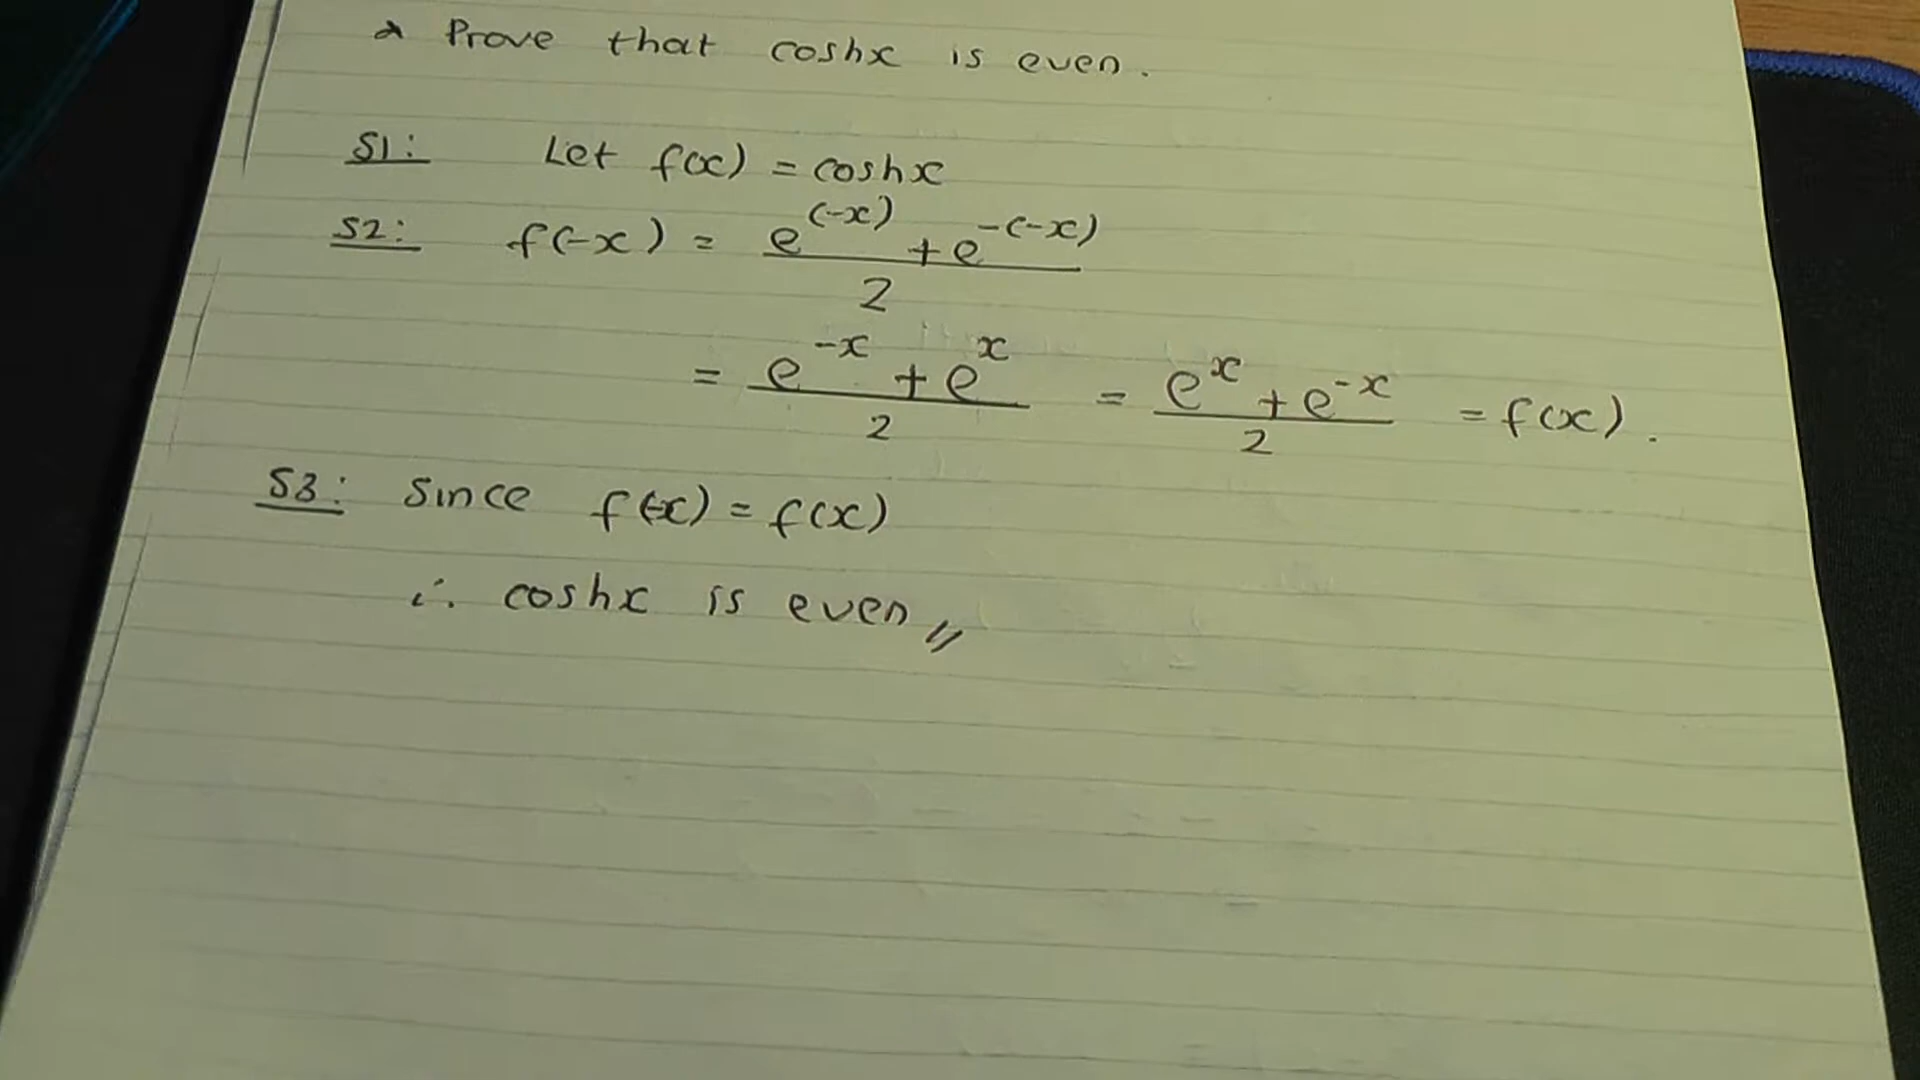 * Prove that coshx is even.
S1: Let f(x) = coshx
S2: f(-x) = (e^(-x) + e^-(-x))/2
= (e^-x + e^x)/2 = (e^x + e^-x)/2 = f(x).
S3: Since f(-x) = f(x)
∴ coshx is even //